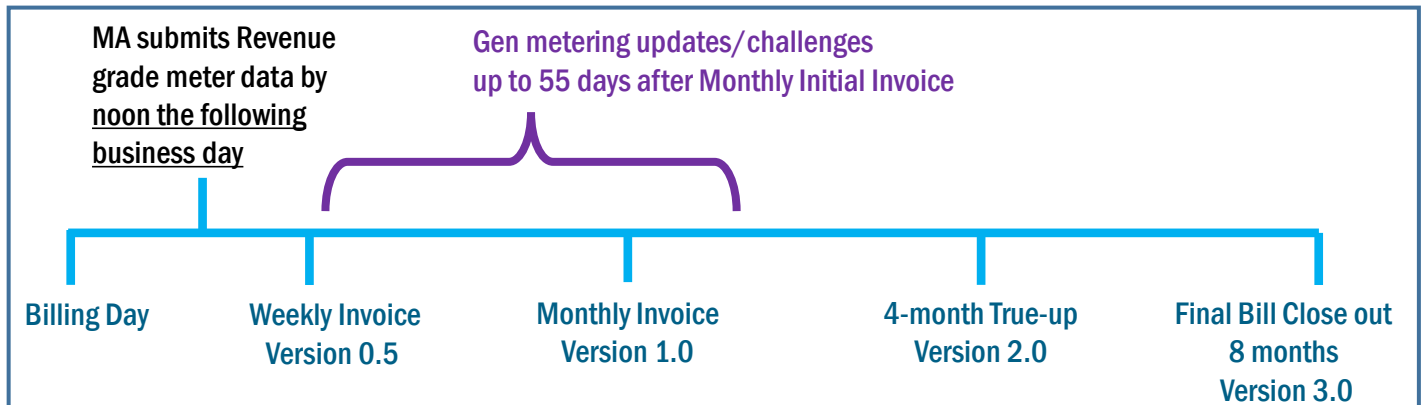 MA submits Revenue
grade meter data by
noon the following
business day
Gen metering updates/challenges
up to 55 days after Monthly Initial Invoice
Billing Day
Weekly Invoice
Version 0.5
Monthly Invoice
Version 1.0
4-month True-up
Version 2.0
Final Bill Close out
8 months
Version 3.0